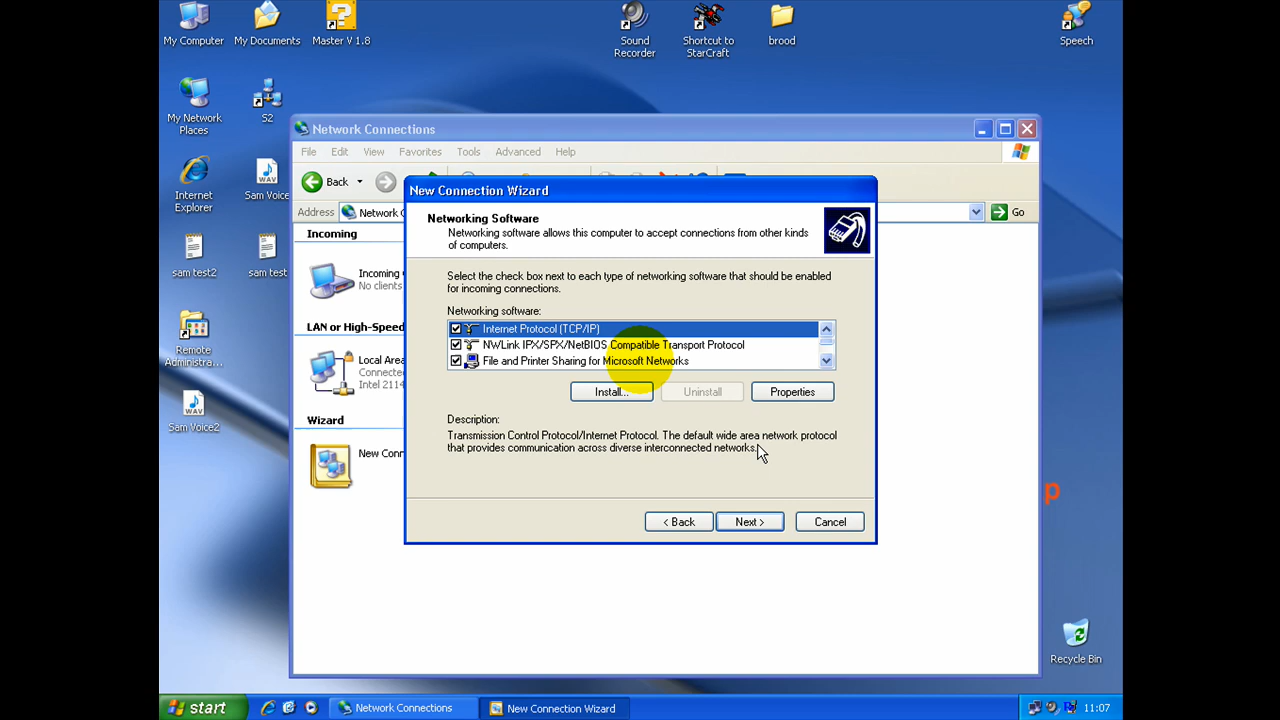 My Computer
My Documents
Master V 1.8
Sound
Recorder
Shortcut to
StarCraft
brood
Speech
My Network
Places
S2
Internet
Explorer
Sam Voice
sam test2
sam test
Remote
Administra...
Sam Voice2
Network Connections
File Edit View Favorites Tools Advanced Help
Back
Address
Network C
Go
Incoming
Incoming
No clients
LAN or High-Speed
Local Area
Connected
Intel 2114
Wizard
New Conn
New Connection Wizard
Networking Software
Networking software allows this computer to accept connections from other kinds
of computers.
Select the check box next to each type of networking software that should be enabled
for incoming connections.
Networking software:
Internet Protocol (TCP/IP)
NWLink IPX/SPX/NetBIOS Compatible Transport Protocol
File and Printer Sharing for Microsoft Networks
Install...
Uninstall
Properties
Description:
Transmission Control Protocol/Internet Protocol. The default wide area network protocol
that provides communication across diverse interconnected networks.
< Back
Next >
Cancel
p
Recycle Bin
start
Network Connections
New Connection Wizard
11:07